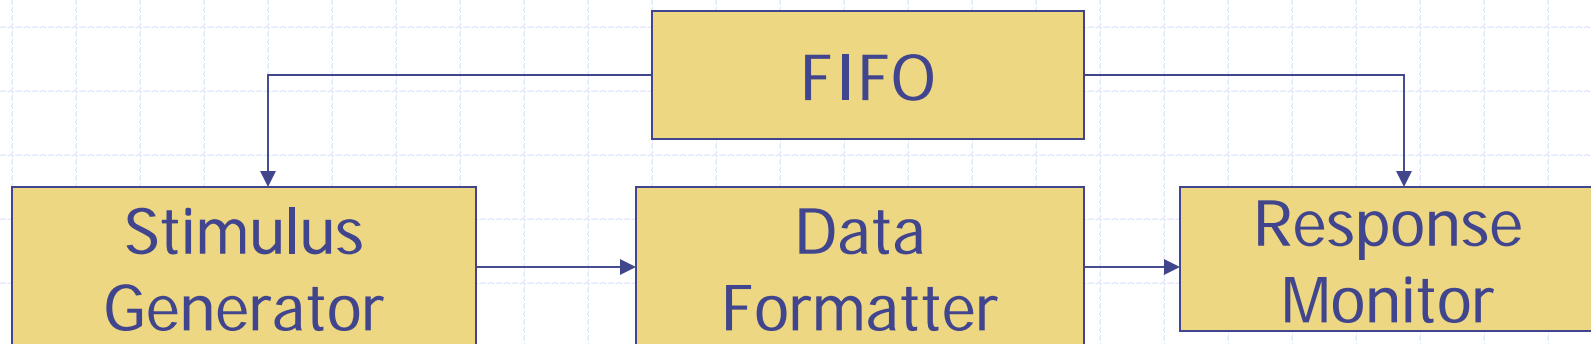 FIFO
Stimulus
Generator
Data
Formatter
Response
Monitor